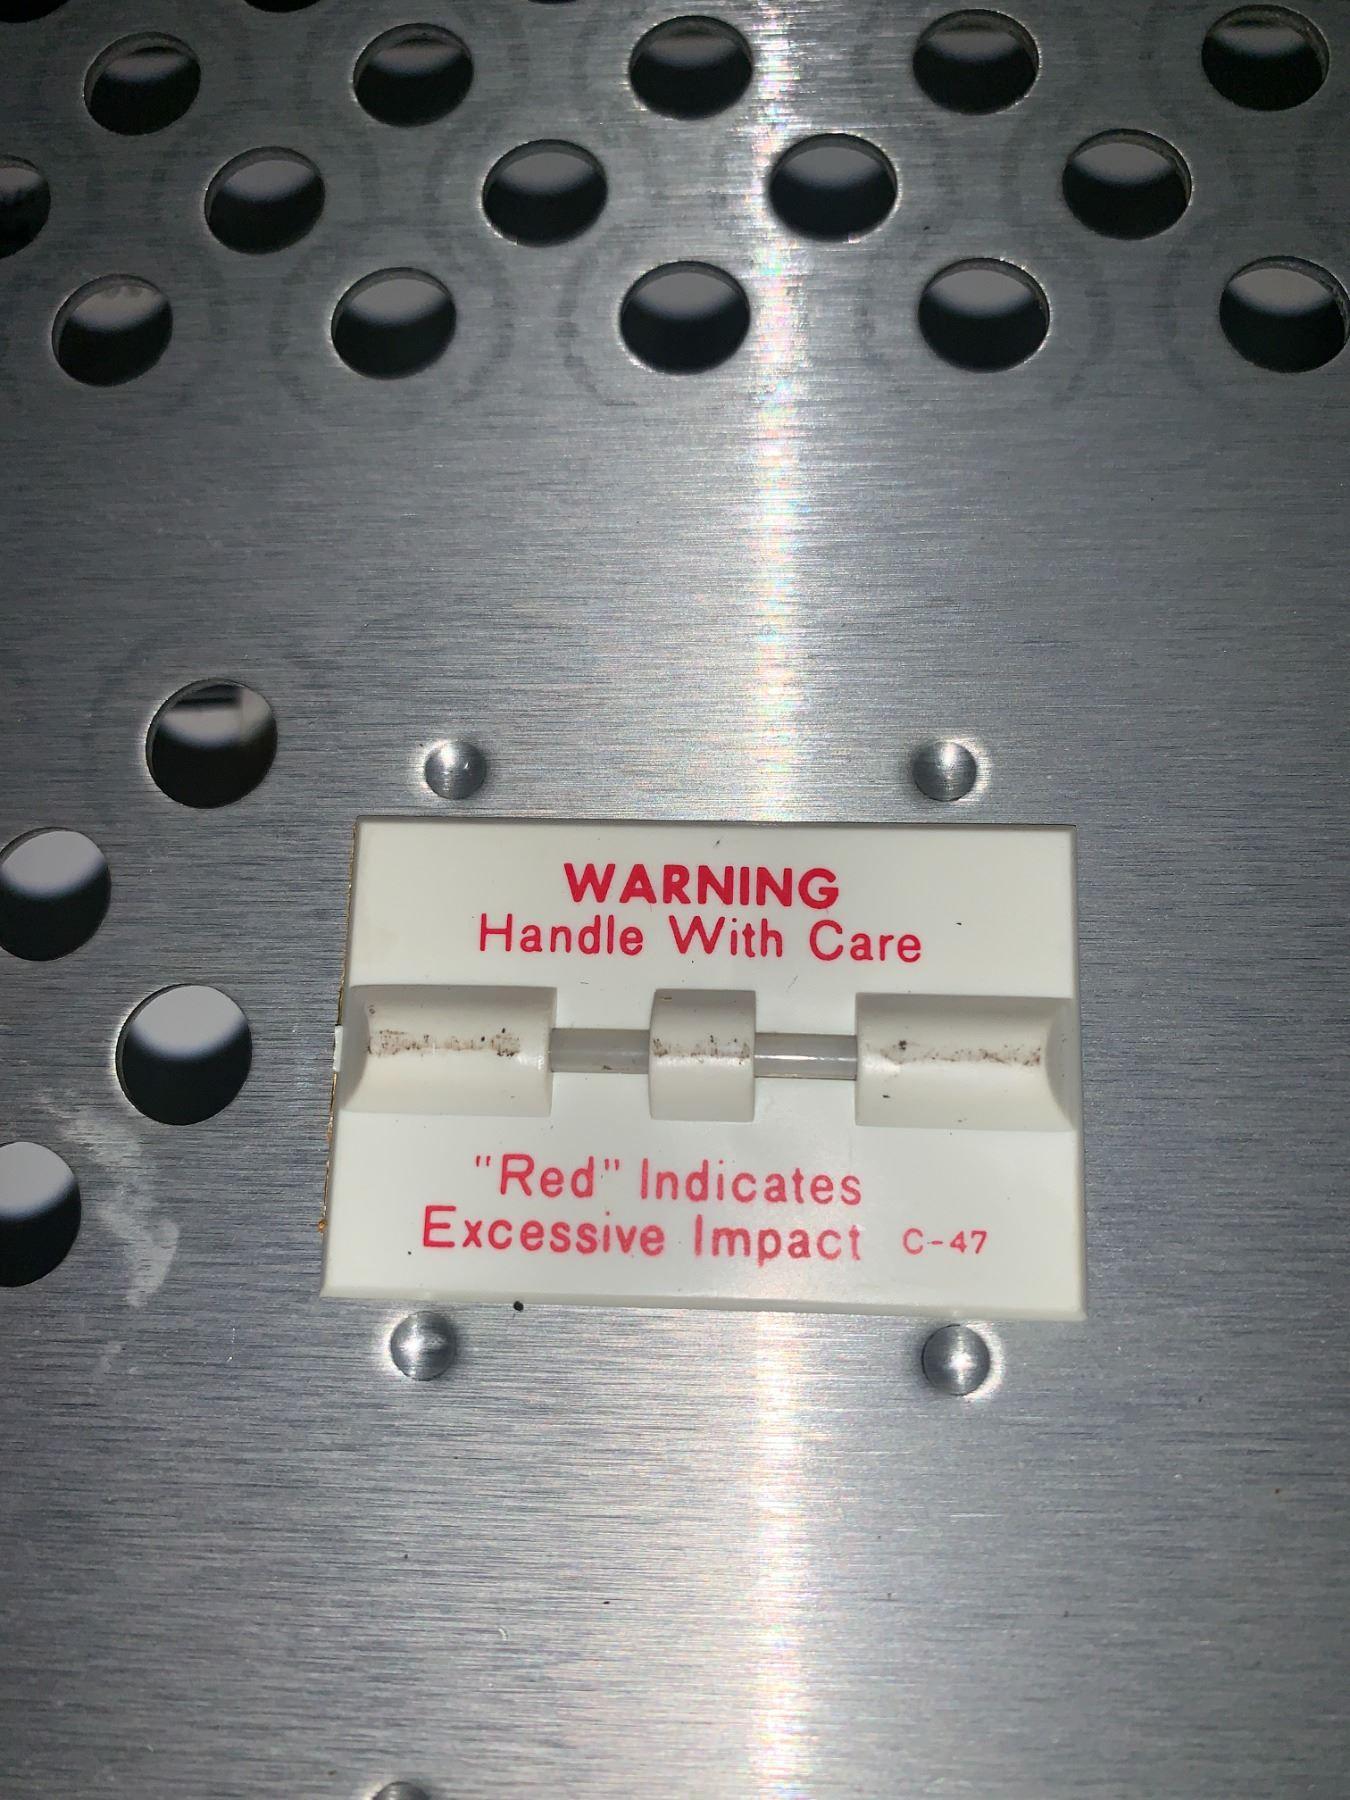 WARNING
Handle With Care
"Red" Indicates
Excessive Impact C-47